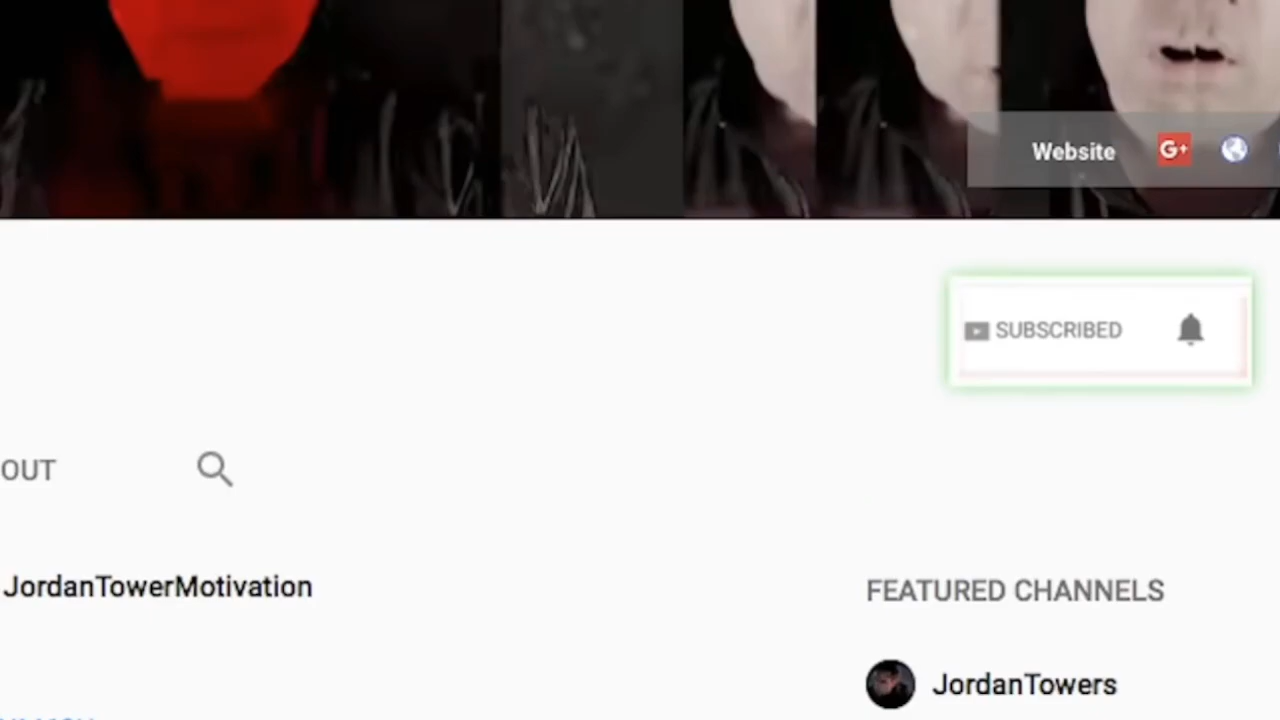 Website G+
SUBSCRIBED
OUT
JordanTowerMotivation
FEATURED CHANNELS
JordanTowers